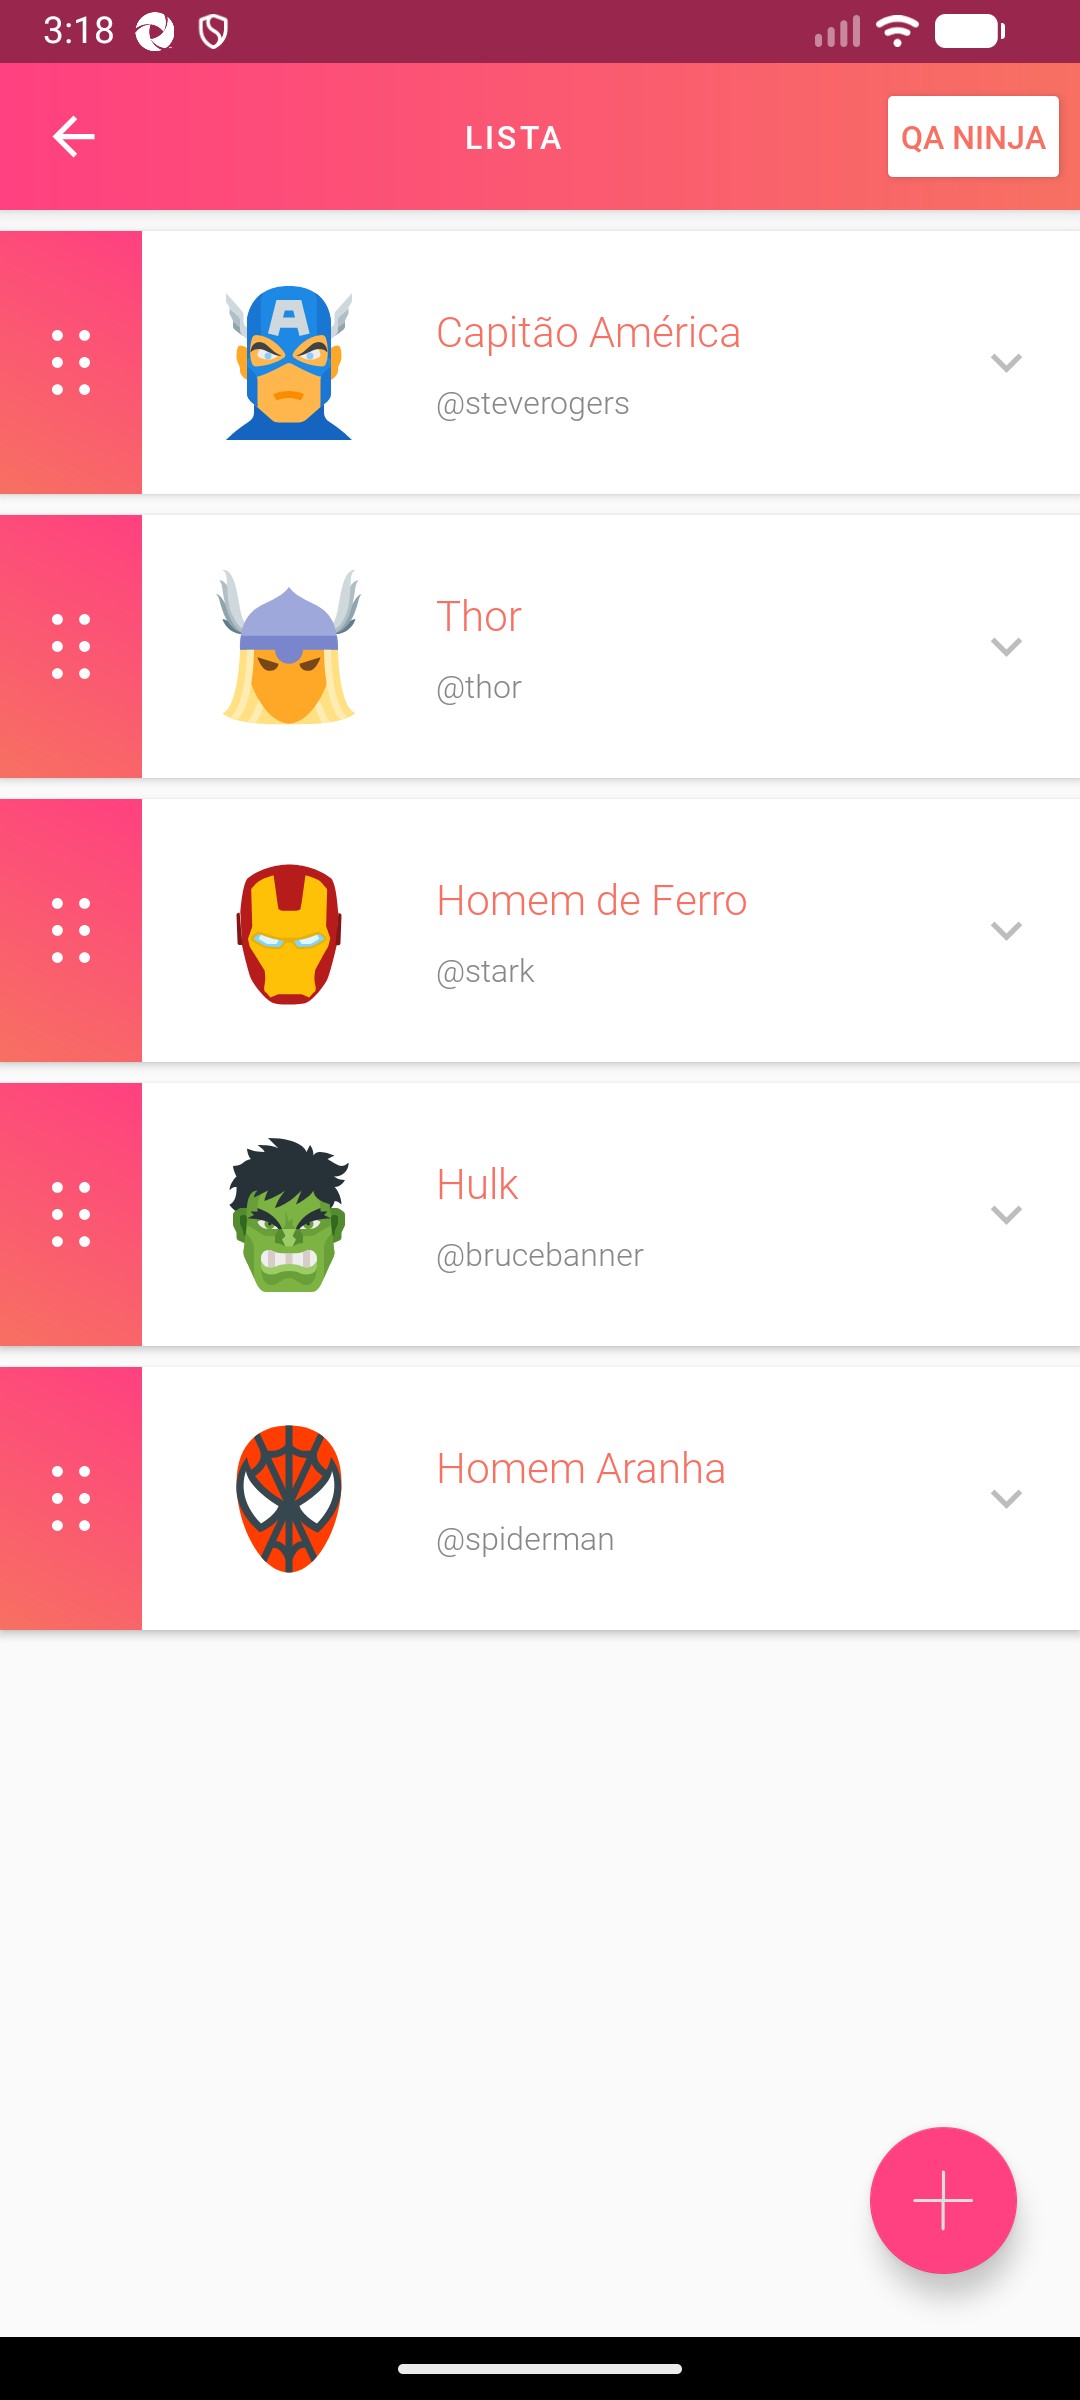 3:18
LISTA
QA NINJA
A
Capitão América
@steverogers
Thor
@thor
Homem de Ferro
@stark
Hulk
@brucebanner
Homem Aranha
@spiderman